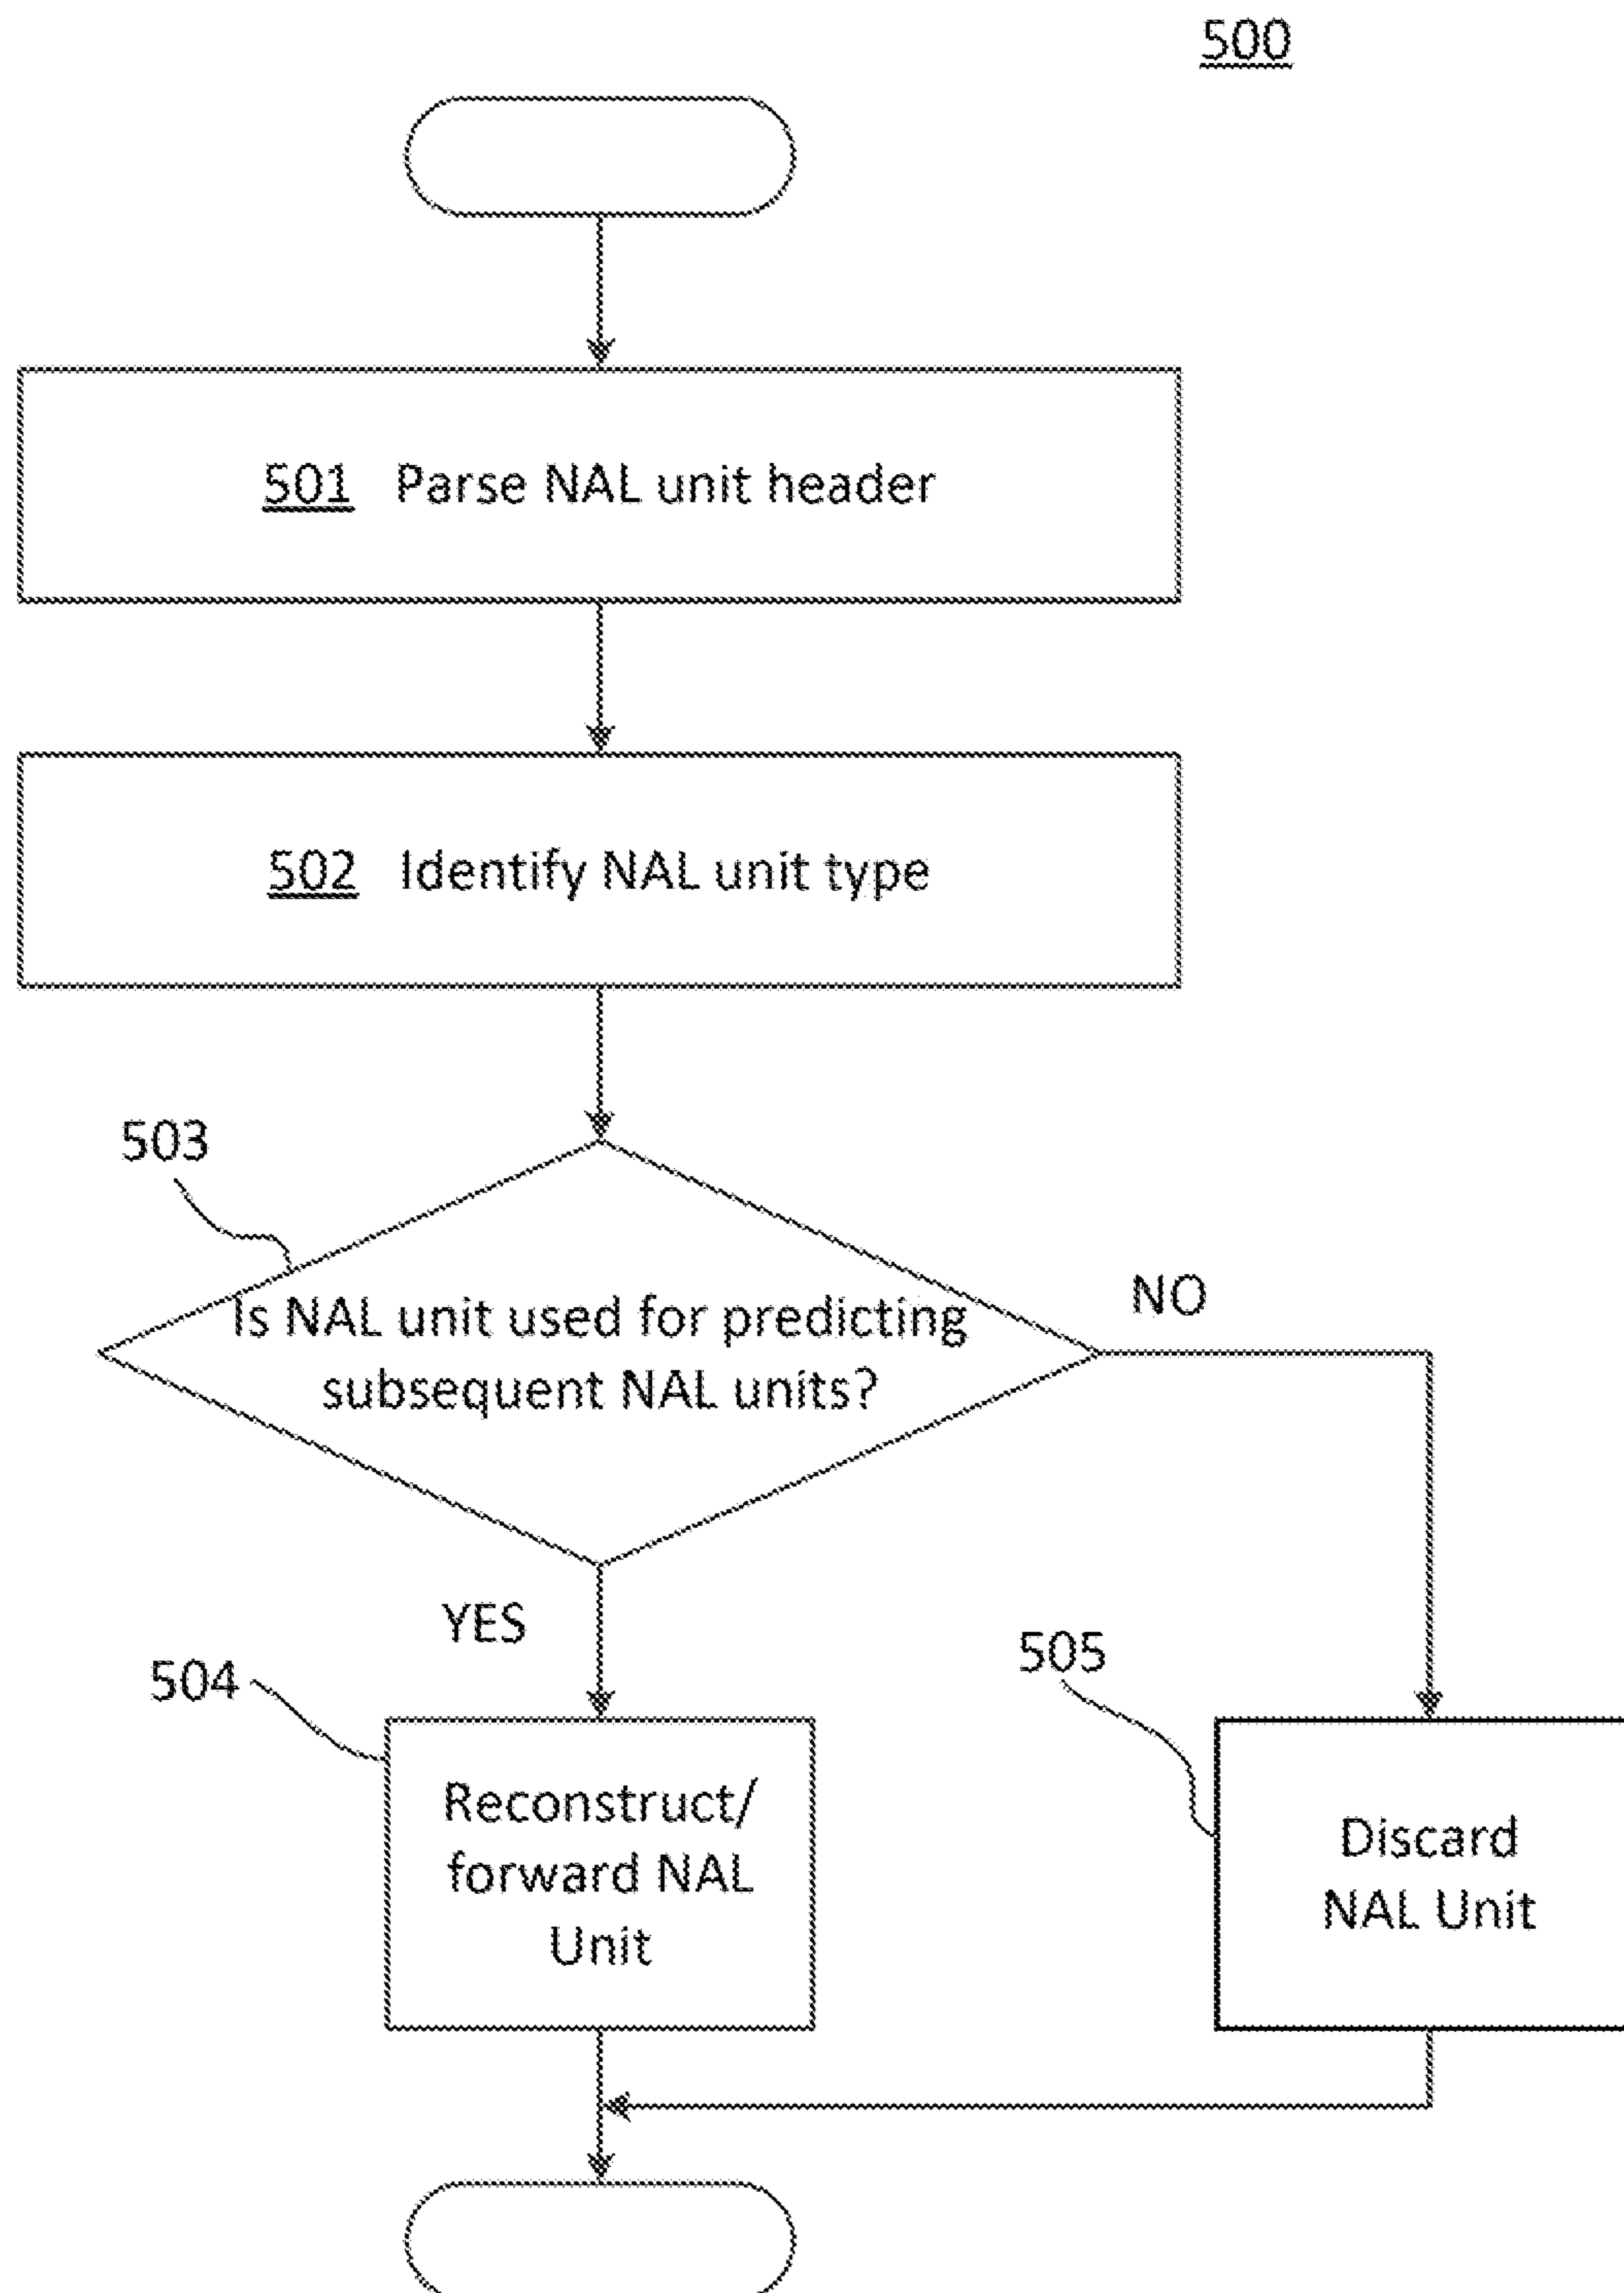 500
501 Parse NAL unit header
502 Identify NAL unit type
503
Is NAL unit used for predicting
subsequent NAL units?
NO
YES
504
505
Reconstruct/
forward NAL
Unit
Discard
NAL Unit